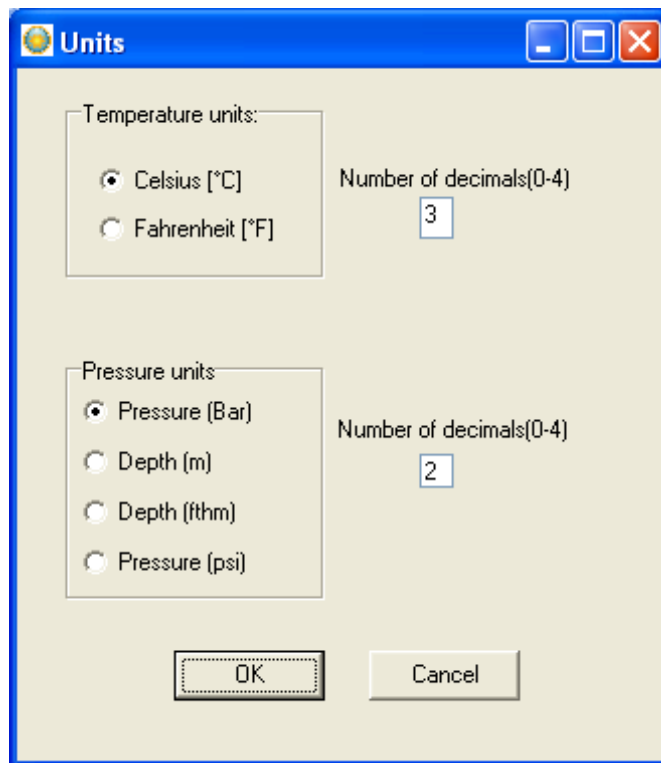 Units
Temperature units:
Celsius [°C]
Fahrenheit [°F]
Number of decimals(0-4)
3
Pressure units
Pressure (Bar)
Depth (m)
Depth (fthm)
Pressure (psi)
Number of decimals(0-4)
2
OK
Cancel